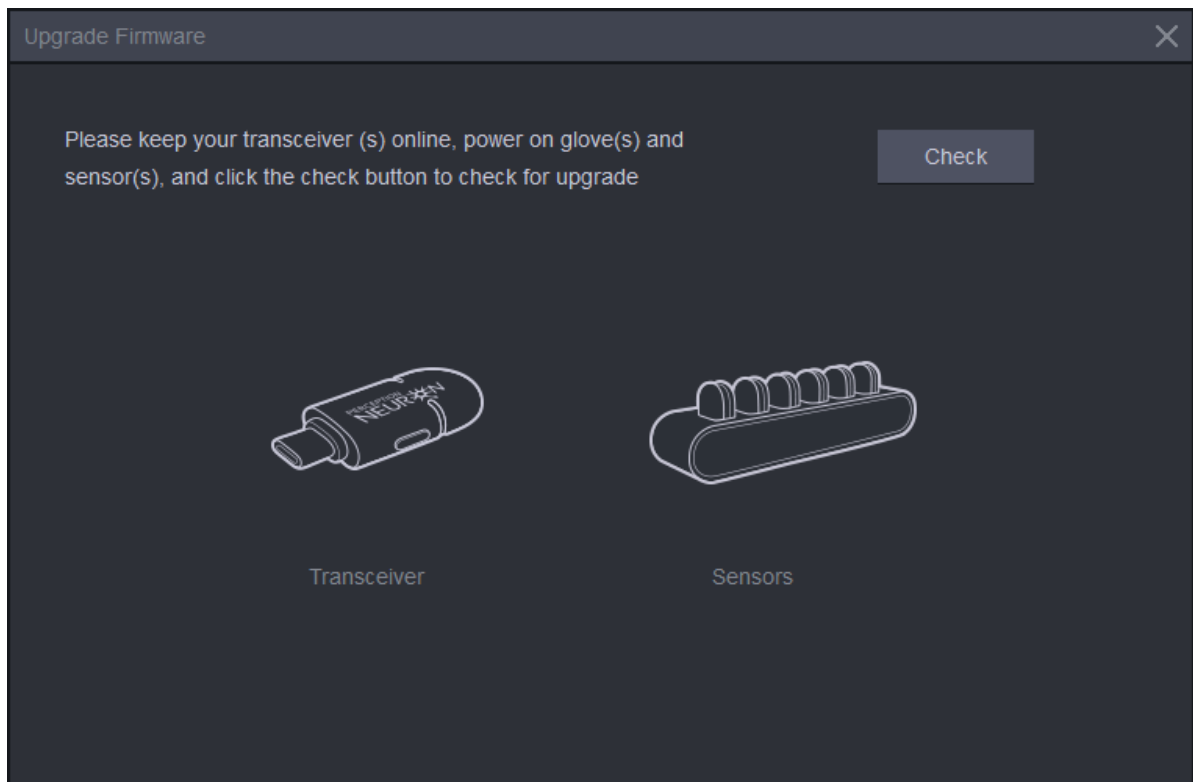 Upgrade Firmware
Please keep your transceiver (s) online, power on glove(s) and
Check
sensor(s), and click the check button to check for upgrade
PERCEPTION
NEURON
Transceiver
Sensors